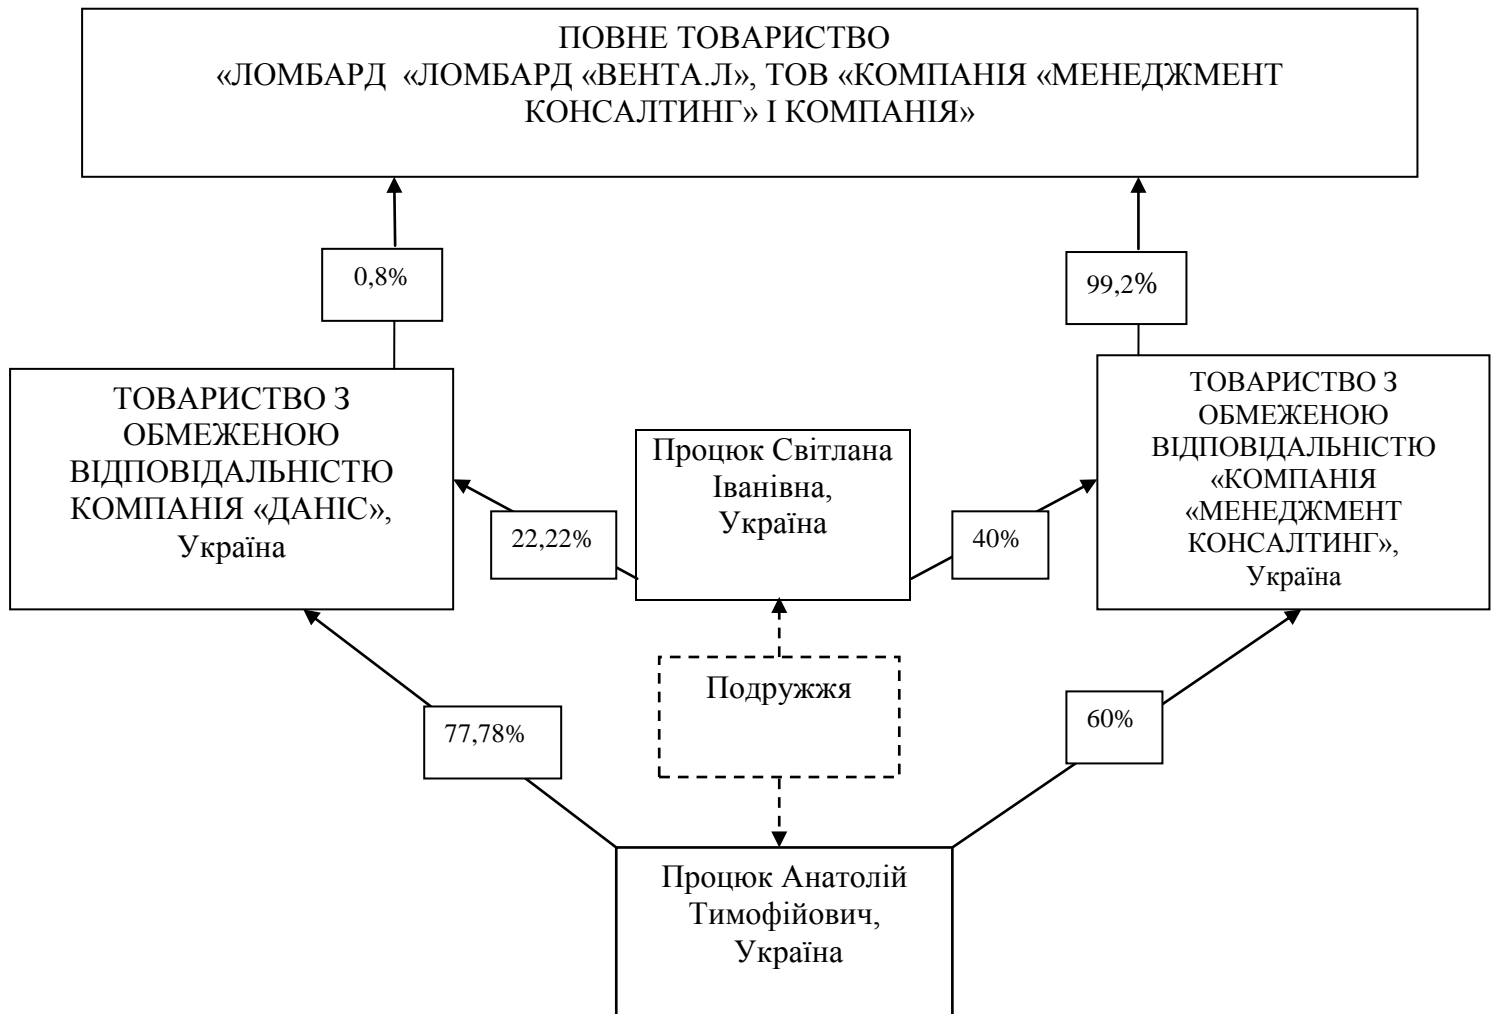 ПОВНЕ ТОВАРИСТВО
«ЛОМБАРД «ЛОМБАРД «ВЕНТА.Л», ТОВ «КОМПАНІЯ «МЕНЕДЖМЕНТ
КОНСАЛТИНГ» І КОМПАНІЯ»
0,8%
99,2%
ТОВАРИСТВО З
ОБМЕЖЕНОЮ
ВІДПОВІДАЛЬНІСТЮ
КОМПАНІЯ «ДАНІС»,
Україна
Процюк Світлана
Іванівна,
Україна
ТОВАРИСТВО З
ОБМЕЖЕНОЮ
ВІДПОВІДАЛЬНІСТЮ
«КОМПАНІЯ
«МЕНЕДЖМЕНТ
КОНСАЛТИНГ»,
Україна
22,22%
40%
Подружжя
77,78%
60%
Процюк Анатолій
Тимофійович,
Україна